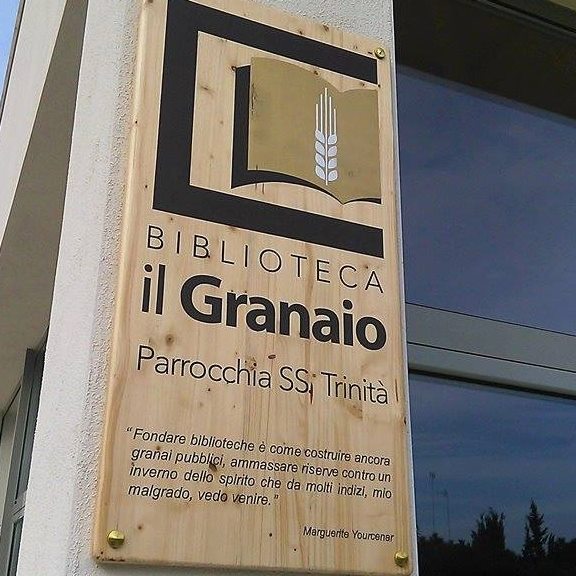 BIBLIOTECA
il Granaio
Parrocchia SS. Trinità
“Fondare biblioteche è come costruire ancora
granai pubblici, ammassare riserve contro un
inverno dello spirito che da molti indizi, mio
malgrado, vedo venire.”
Marguerite Yourcenar